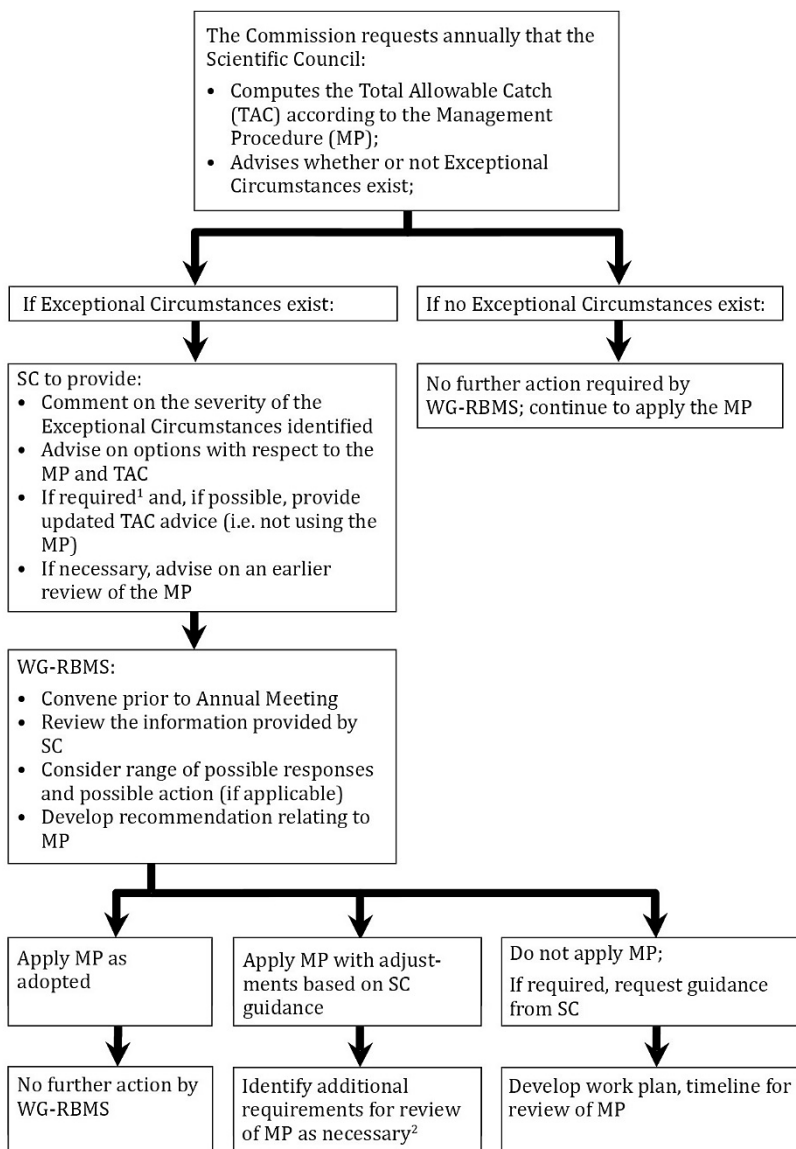 The Commission requests annually that the
Scientific Council:
• Computes the Total Allowable Catch
(TAC) according to the Management
Procedure (MP);
• Advises whether or not Exceptional
Circumstances exist;
If Exceptional Circumstances exist:
If no Exceptional Circumstances exist:
SC to provide:
• Comment on the severity of the
Exceptional Circumstances identified
• Advise on options with respect to the
MP and TAC
• If required¹ and, if possible, provide
updated TAC advice (i.e. not using the
MP)
• If necessary, advise on an earlier
review of the MP
No further action required by
WG-RBMS; continue to apply the MP
WG-RBMS:
• Convene prior to Annual Meeting
• Review the information provided by
SC
• Consider range of possible responses
and possible action (if applicable)
• Develop recommendation relating to
MP
Apply MP as
adopted
Apply MP with adjust-
ments based on SC
guidance
Do not apply MP;
If required, request guidance
from SC
No further action by
WG-RBMS
Identify additional
requirements for review
of MP as necessary²
Develop work plan, timeline for
review of MP